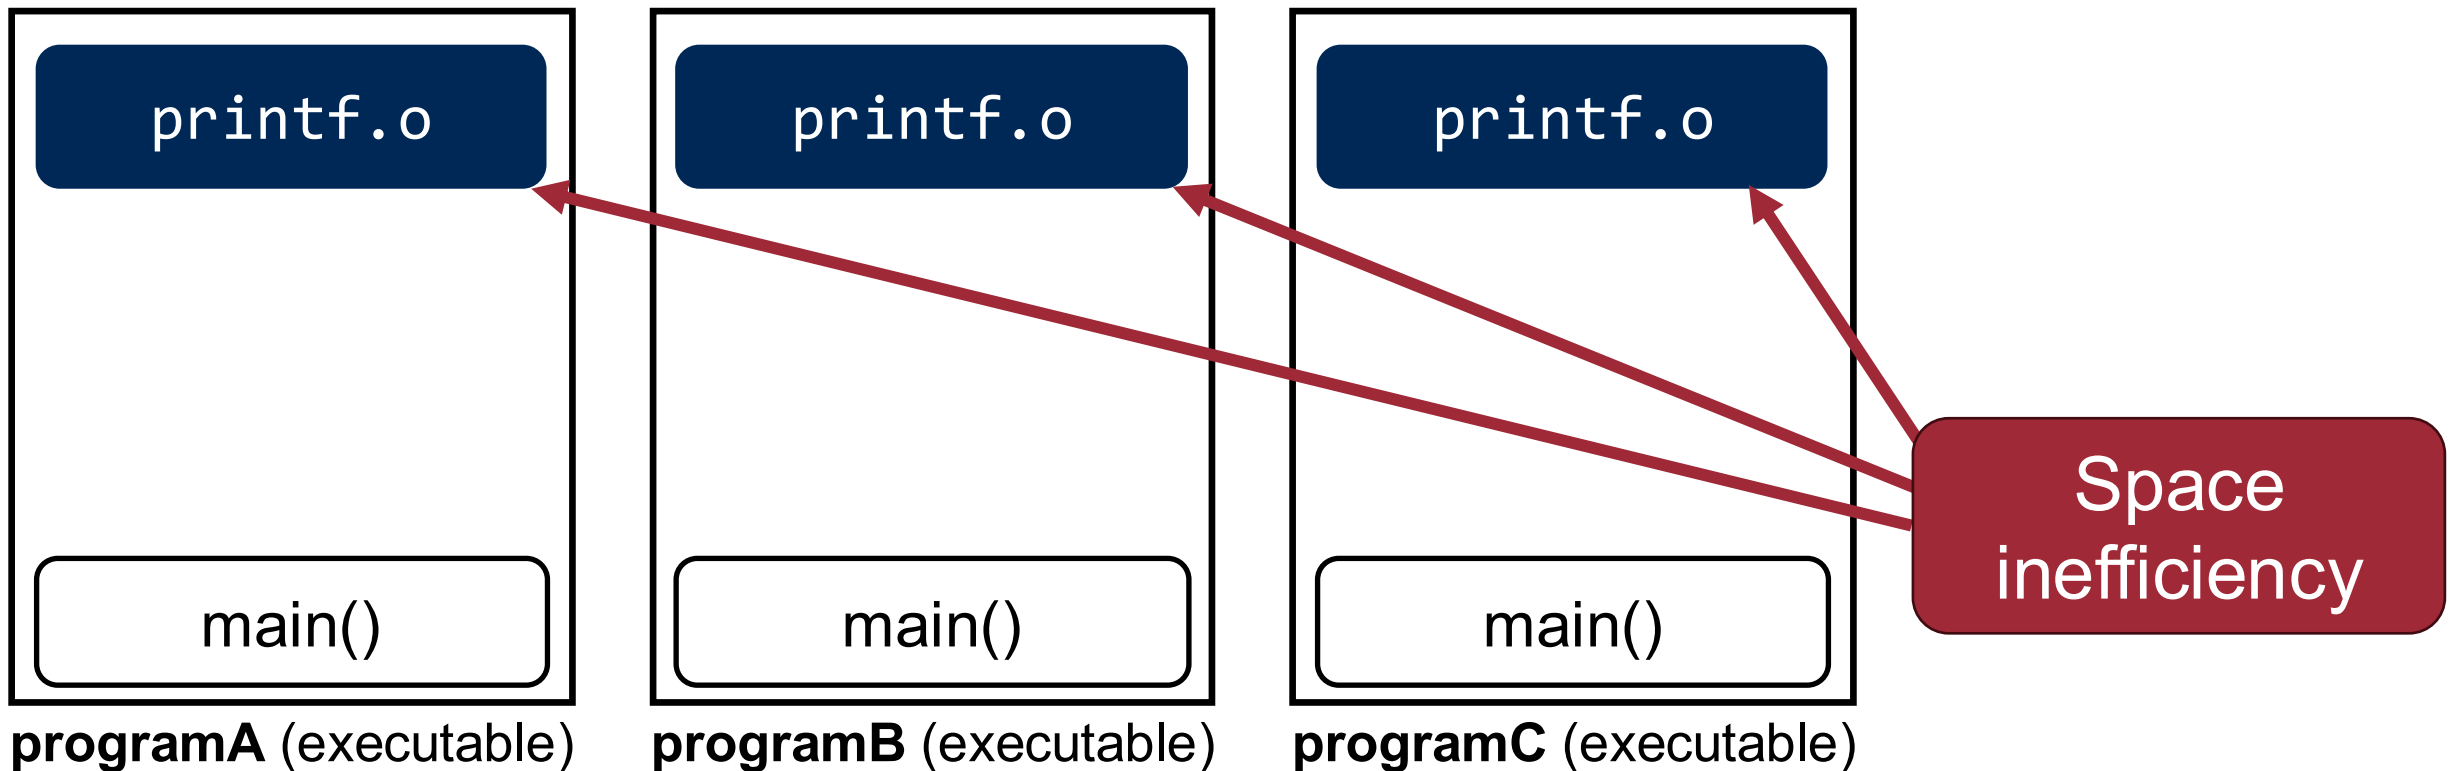 printf.o
printf.o
printf.o
Space
inefficiency
main()
main()
main()
programA (executable)
programB (executable)
programC (executable)